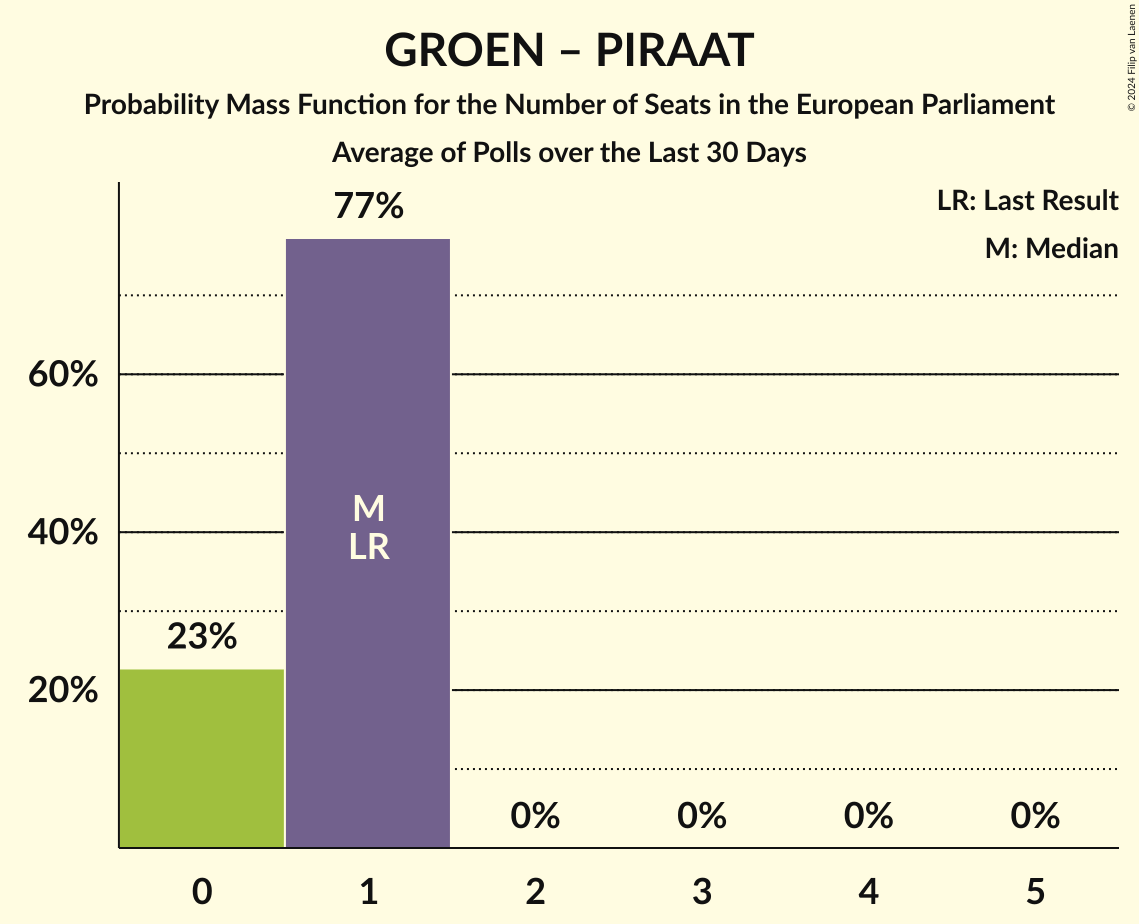 GROEN – PIRAAT
Probability Mass Function for the Number of Seats in the European Parliament
Average of Polls over the Last 30 Days
© 2024 Filip van Laenen
LR: Last Result
M: Median
77%
60%
M
40%
LR
23%
20%
0%
0%
0%
0%
0
1
2
3
4
5